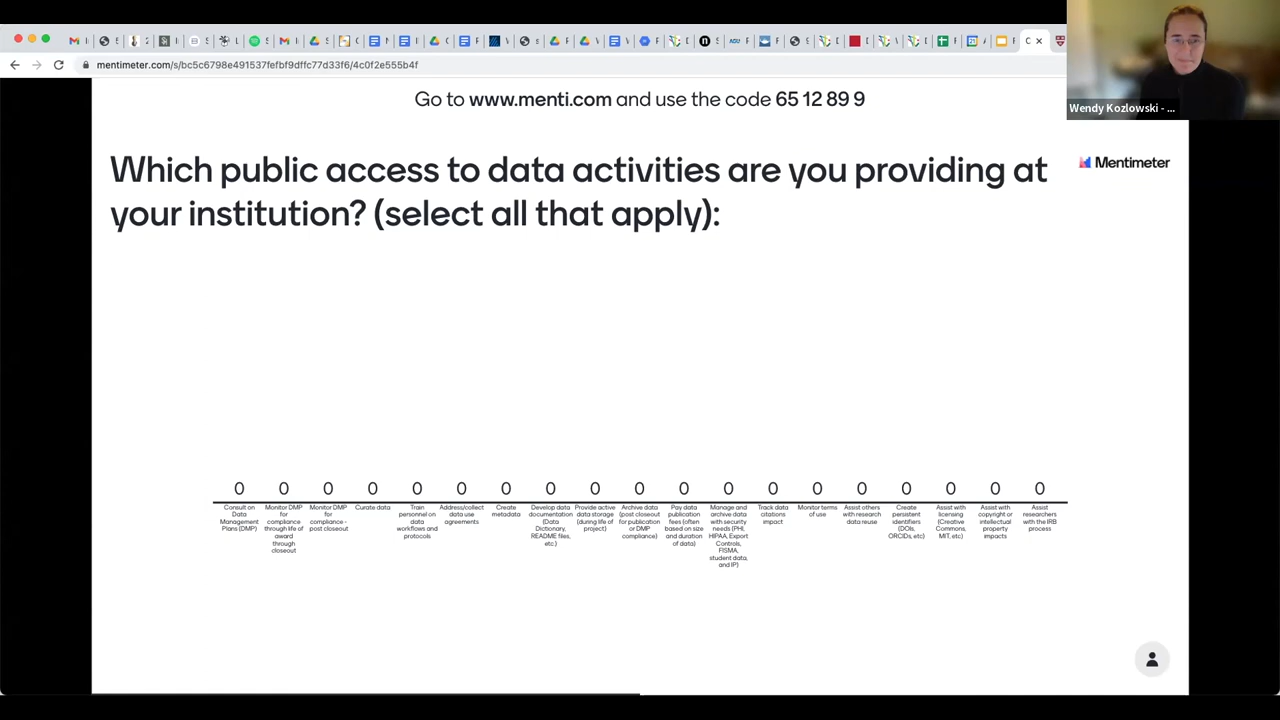 mentimeter.com/s/bc5c6798e491537fefbf9dffc77d33f6/4c0f2e555b4f
Wendy Kozlowski - ...
Go to www.menti.com and use the code 65 12 89 9
Mentimeter
Which public access to data activities are you providing at
your institution? (select all that apply):
0 0 0 0 0 0 0 0 0 0 0 0 0 0 0 0 0 0 0
Consult on
Data
Management
Plans (DMP)
Monitor DMP
for
compliance
through life of
award
through
closeout
Monitor DMP
for
compliance -
post closeout
Curate data
Train
personnel on
data
workflows and
protocols
Address/collect
data use
agreements
Create
metadata
Develop data
documentation
(Data
Dictionary,
README files,
etc.)
Provide active
data storage
(during life of
project)
Archive data
(post closeout
for publication
or DMP
compliance)
Pay data
publication
fees (often
based on size
and duration
of data)
Manage and
archive data
with security
needs (PHI,
HIPAA, Export
Controls,
FISMA,
student data,
and IP)
Track data
citations
impact
Monitor terms
of use
Assist others
with research
data reuse
Create
persistent
identifiers
(DOIs,
ORCIDs, etc)
Assist with
licensing
(Creative
Commons,
MIT, etc)
Assist with
copyright or
intellectual
property
impacts
Assist
researchers
with the IRB
process